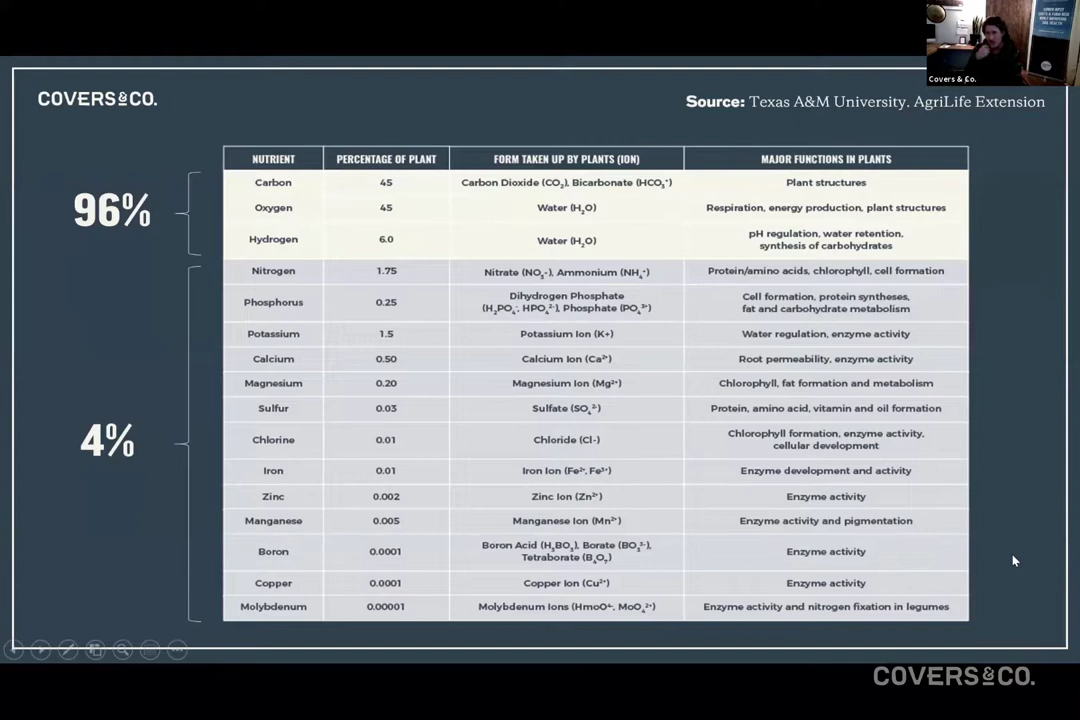 COVERS&CO.
Source: Texas A&M University. AgriLife Extension
Covers & Co.
96%
4%
NUTRIENT PERCENTAGE OF PLANT FORM TAKEN UP BY PLANTS (ION) MAJOR FUNCTIONS IN PLANTS
Carbon 45 Carbon Dioxide (CO₂), Bicarbonate (HCO₃⁺) Plant structures
Oxygen 45 Water (H₂O) Respiration, energy production, plant structures
Hydrogen 6.0 Water (H₂O) pH regulation, water retention,
synthesis of carbohydrates
Nitrogen 1.75 Nitrate (NO₃-), Ammonium (NH₄⁺) Protein/amino acids, chlorophyll, cell formation
Phosphorus 0.25 Dihydrogen Phosphate
(H₂PO₄⁻, HPO₄²⁻), Phosphate (PO₄³⁺) Cell formation, protein syntheses,
fat and carbohydrate metabolism
Potassium 1.5 Potassium Ion (K+) Water regulation, enzyme activity
Calcium 0.50 Calcium Ion (Ca²⁺) Root permeability, enzyme activity
Magnesium 0.20 Magnesium Ion (Mg²⁺) Chlorophyll, fat formation and metabolism
Sulfur 0.03 Sulfate (SO₄²⁻) Protein, amino acid, vitamin and oil formation
Chlorine 0.01 Chloride (Cl-) Chlorophyll formation, enzyme activity,
cellular development
Iron 0.01 Iron Ion (Fe²⁺, Fe³⁺) Enzyme development and activity
Zinc 0.002 Zinc Ion (Zn²⁺) Enzyme activity
Manganese 0.005 Manganese Ion (Mn²⁺) Enzyme activity and pigmentation
Boron 0.0001 Boron Acid (H₃BO₃), Borate (BO₃³⁻),
Tetraborate (B₄O₇) Enzyme activity
Copper 0.0001 Copper Ion (Cu²⁺) Enzyme activity
Molybdenum 0.00001 Molybdenum Ions (HmoO⁴⁻, MoO₄²⁺) Enzyme activity and nitrogen fixation in legumes
COVERS&CO.